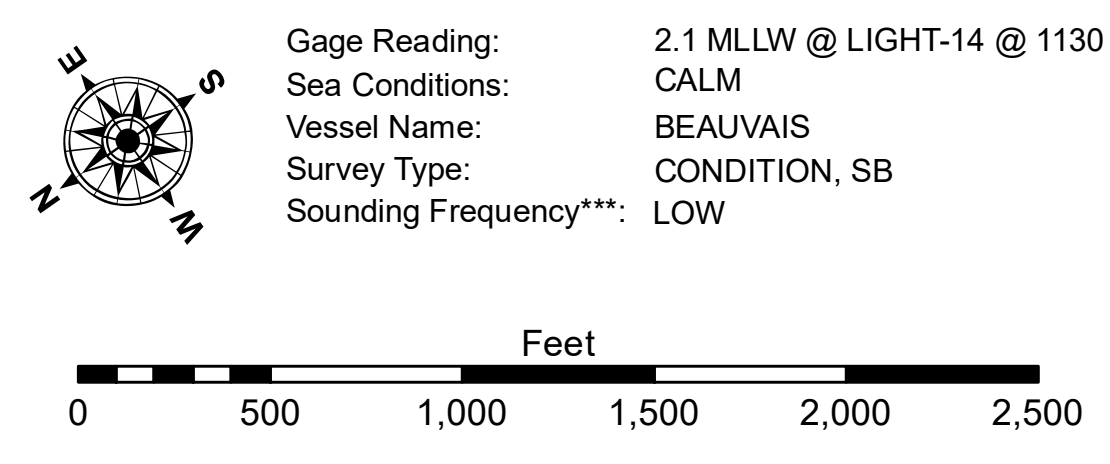 E
S
N
W
Gage Reading: 2.1 MLLW @ LIGHT-14 @ 1130
Sea Conditions: CALM
Vessel Name: BEAUVAIS
Survey Type: CONDITION, SB
Sounding Frequency***: LOW
Feet
0 500 1,000 1,500 2,000 2,500